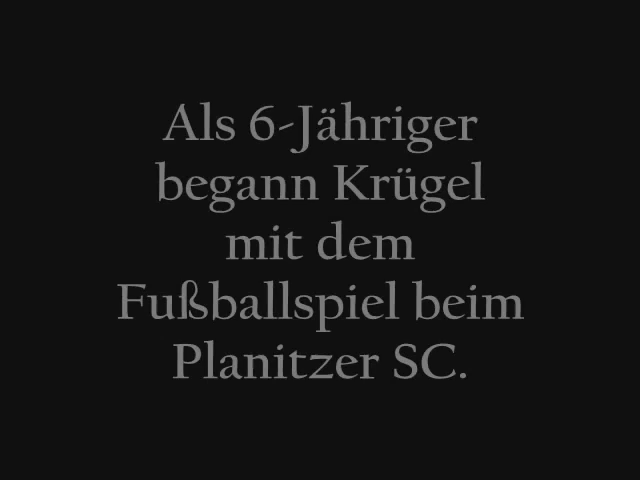 Als 6-Jähriger
begann Krügel
mit dem
Fußballspiel beim
Planitzer SC.